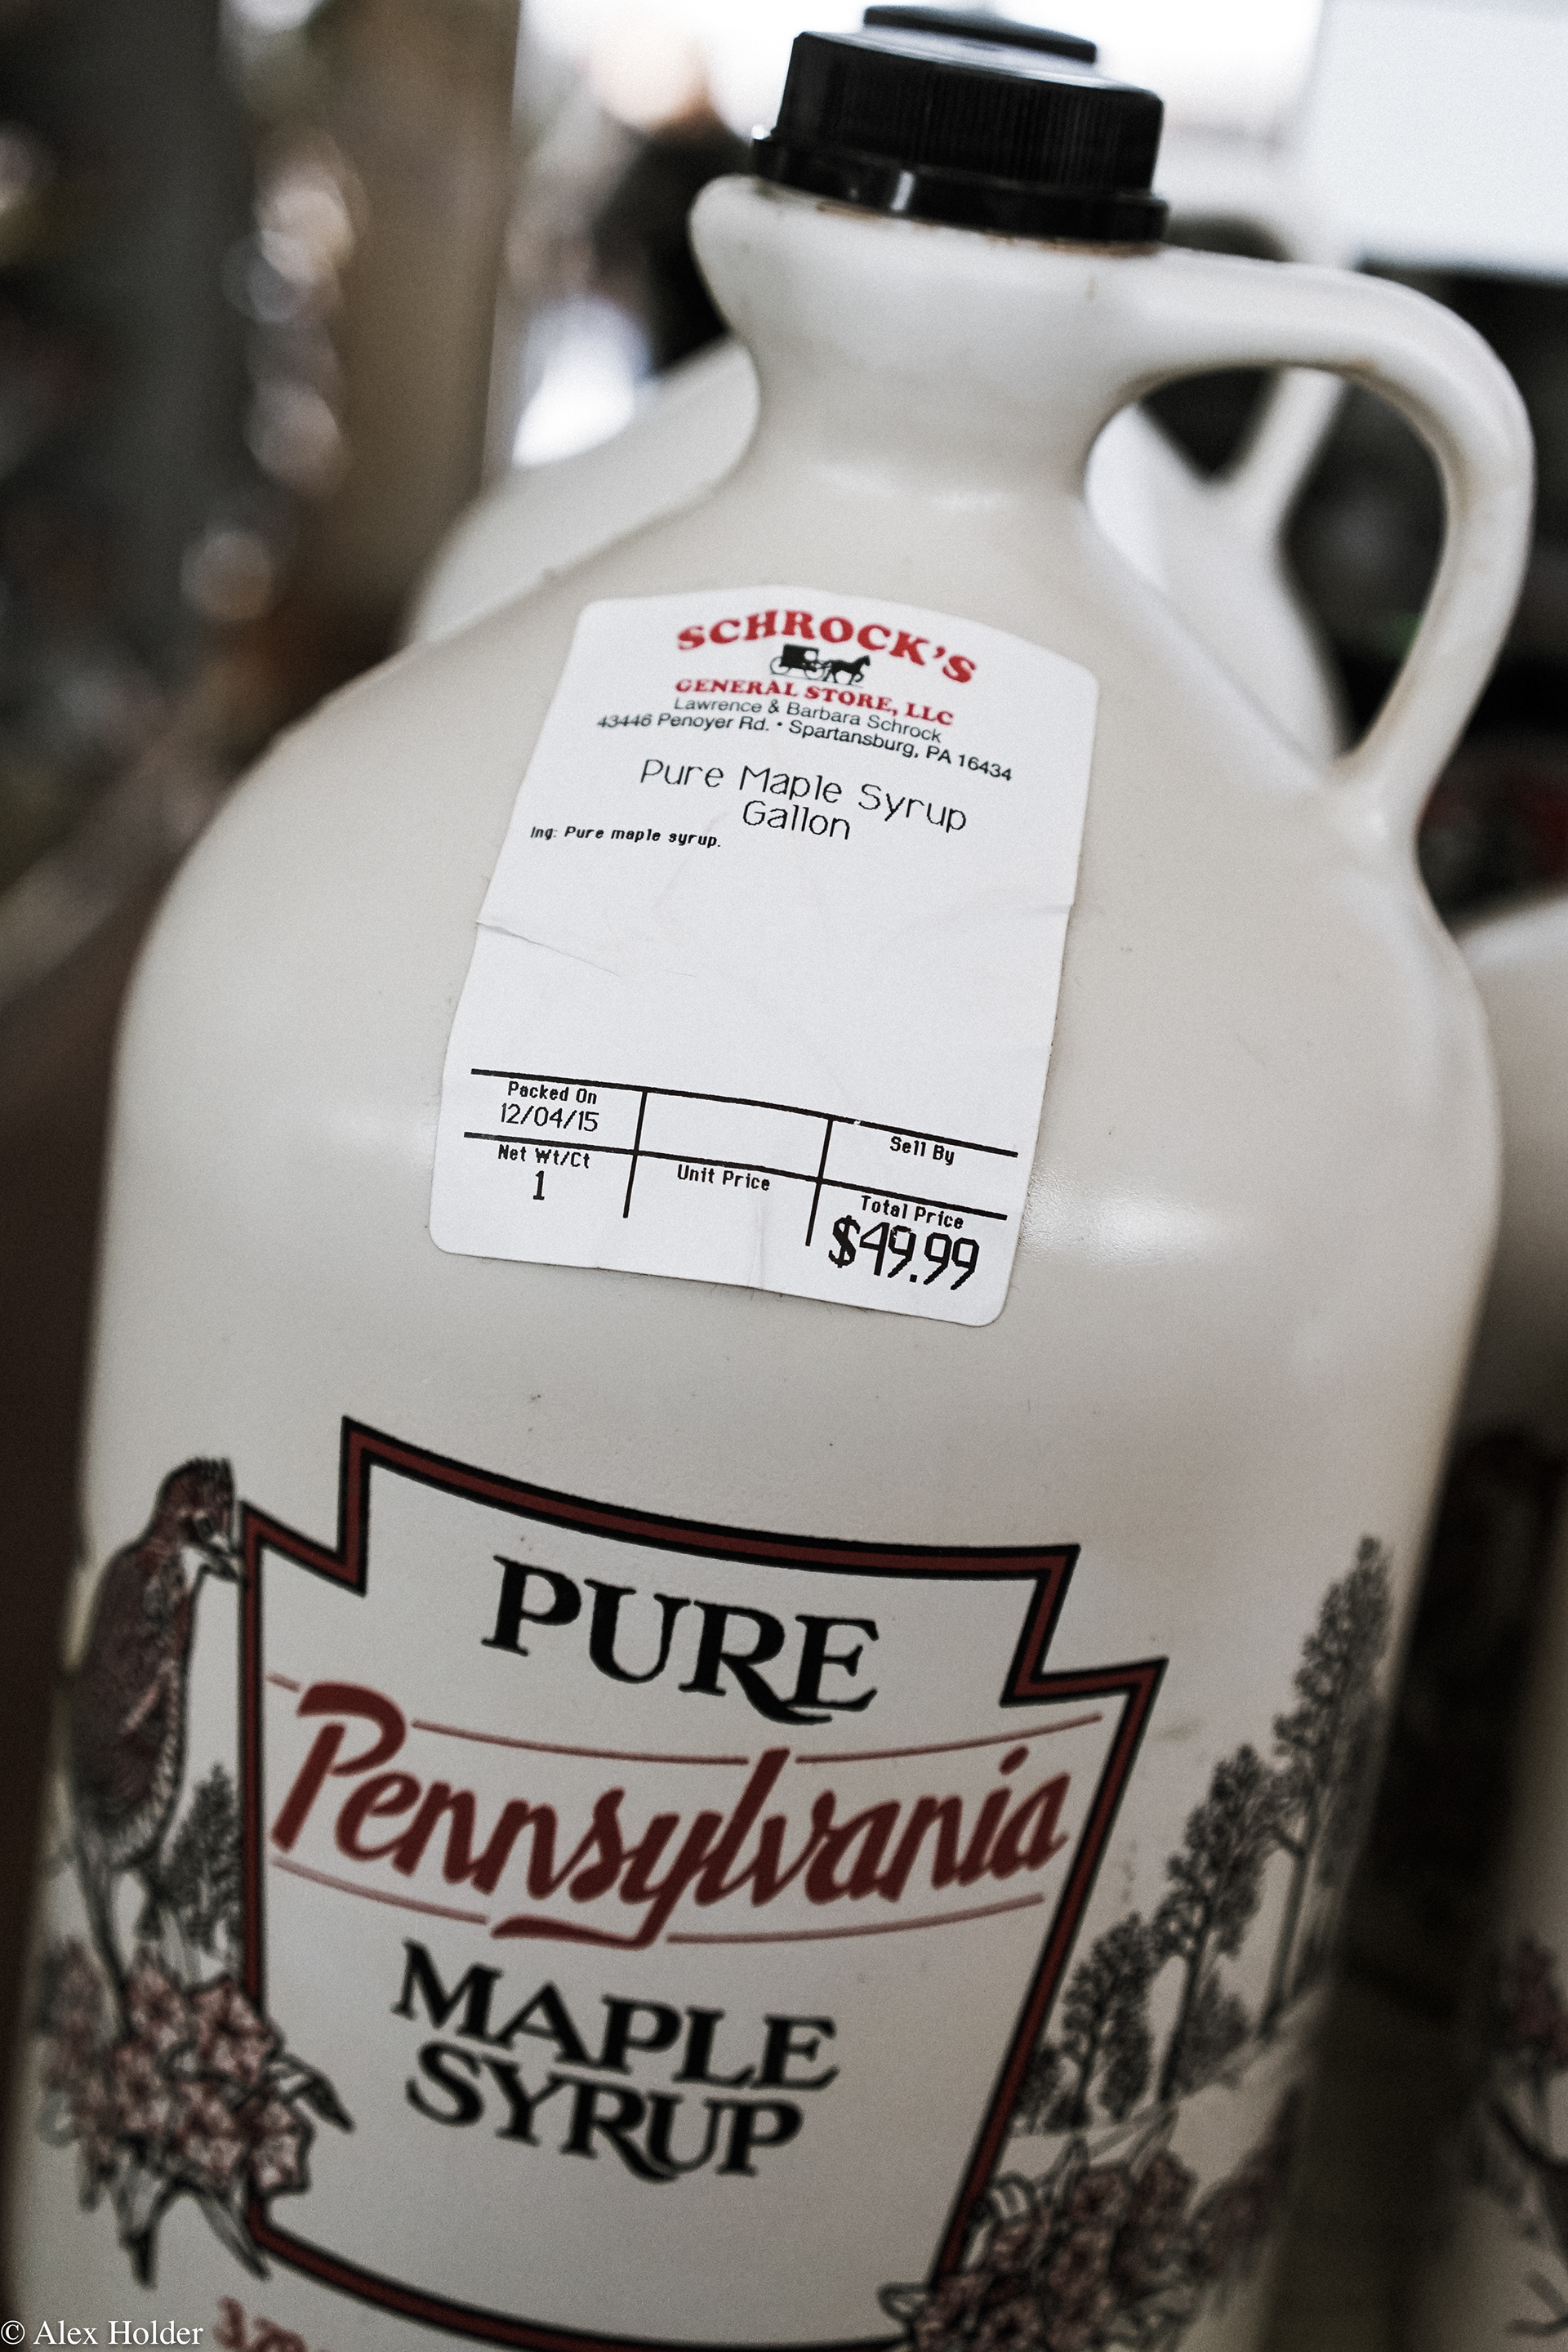 SCHROCK'S
GENERAL STORE, LLC
Lawrence & Barbara Schrock
43446 Penoyer Rd. • Spartansburg, PA 16434
Pure Maple Syrup
Gallon
Ing: Pure maple syrup.
Packed On
12/04/15
Sell By
Net Wt/Ct
1
Unit Price
Total Price
$49.99
PURE
Pennsylvania
MAPLE
SYRUP
© Alex Holder